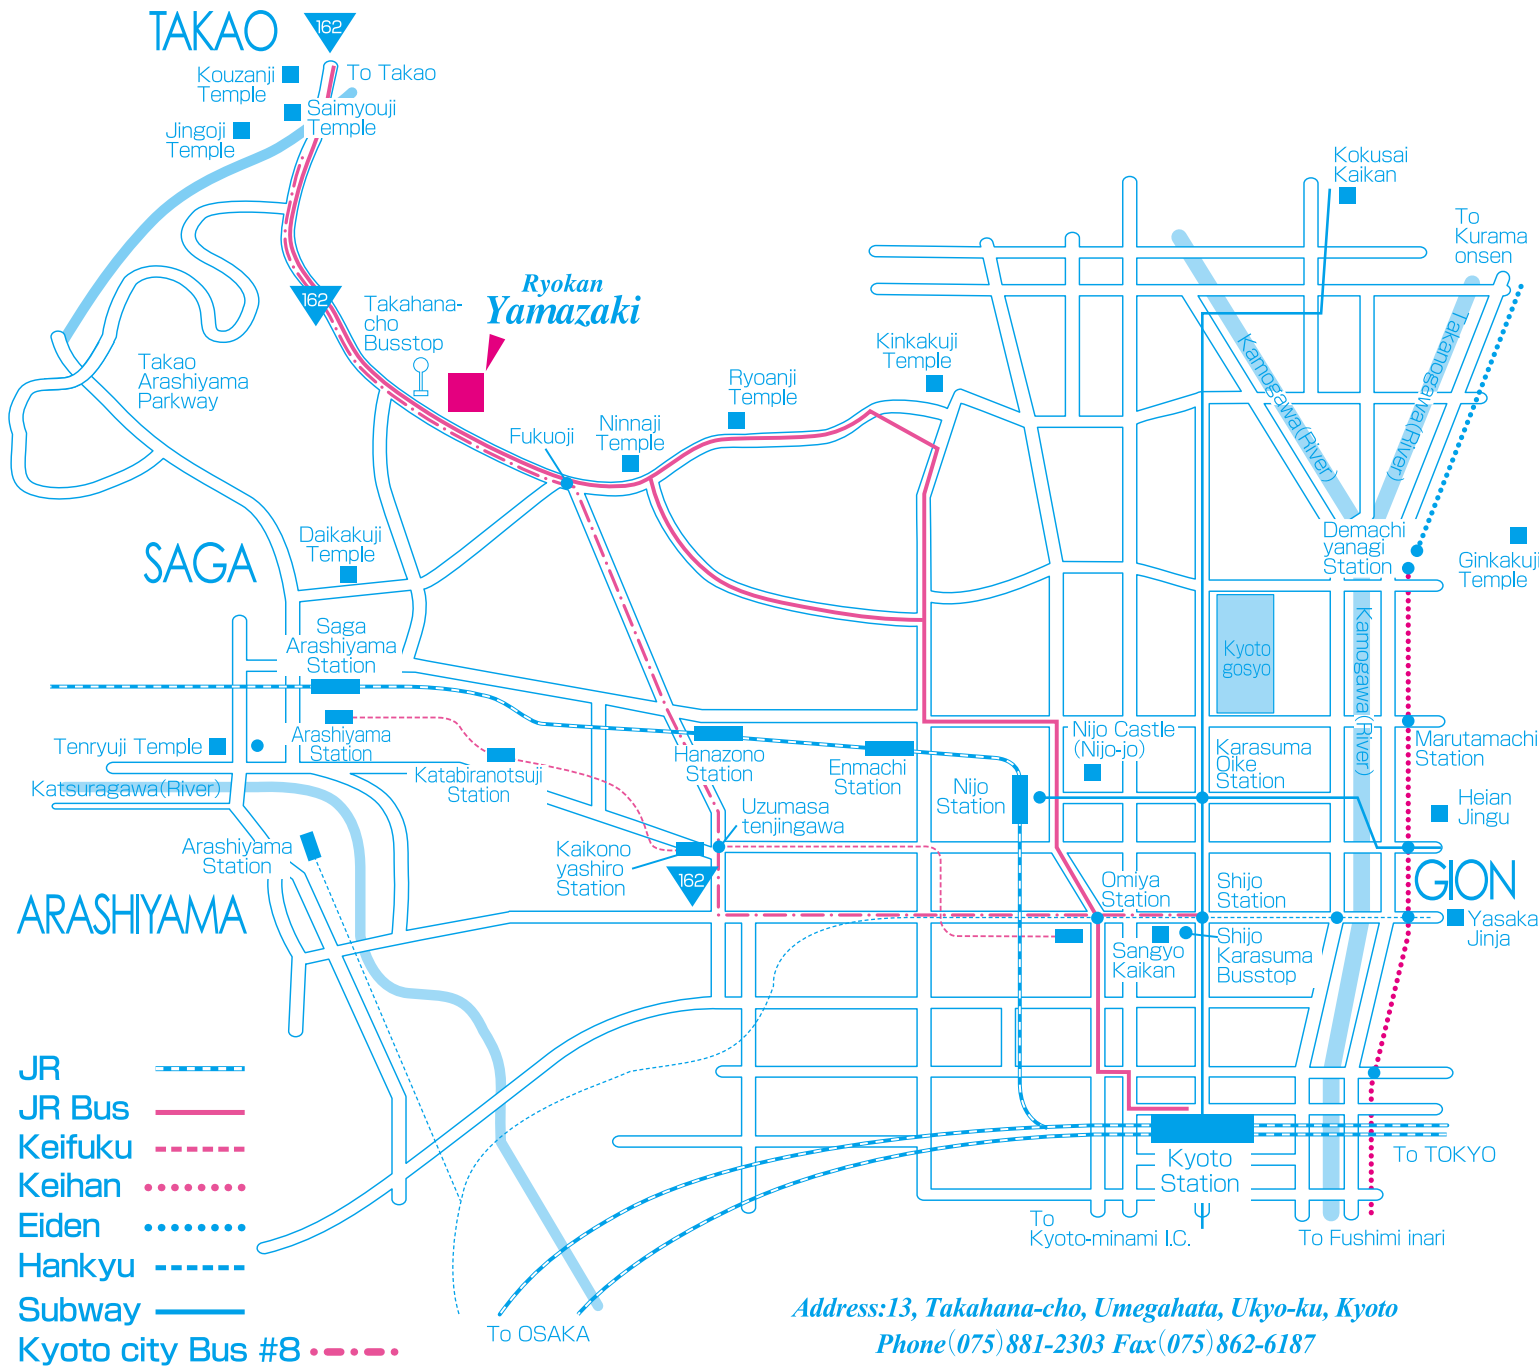 TAKAO
162
To Takao
Kouzanji
Temple
Saimyouji
Temple
Jingoji
Temple
Kokusai
Kaikan
To
Kurama
onsen
162
Takahana-
cho
Busstop
Ryokan
Yamazaki
Takao
Arashiyama
Parkway
Kinkakuji
Temple
Ryoanji
Temple
Kamogawa(River)
Takanogawa(River)
Fukuoji
Ninnaji
Temple
SAGA
Daikakuji
Temple
Demachi
yanagi
Station
Ginkakuji
Temple
Saga
Arashiyama
Station
Kyoto
gosyo
Kamogawa(River)
Tenryuji Temple
Arashiyama
Station
Katabiranotsuji
Station
Hanazono
Station
Enmachi
Station
Nijo
Station
Nijo Castle
(Nijo-jo)
Karasuma
Oike
Station
Marutamachi
Station
Katsuragawa(River)
Uzumasa
tenjingawa
Heian
Jingu
Arashiyama
Station
Kaikono
yashiro
Station
162
Omiya
Station
Shijo
Station
GION
ARASHIYAMA
Sangyo
Kaikan
Shijo
Karasuma
Busstop
Yasaka
Jinja
JR
JR Bus
Keifuku
Keihan
Eiden
Hankyu
Subway
Kyoto city Bus #8
Kyoto
Station
To TOKYO
To
Kyoto-minami I.C.
To Fushimi inari
To OSAKA
Address:13, Takahana-cho, Umegahata, Ukyo-ku, Kyoto
Phone(075)881-2303 Fax(075)862-6187